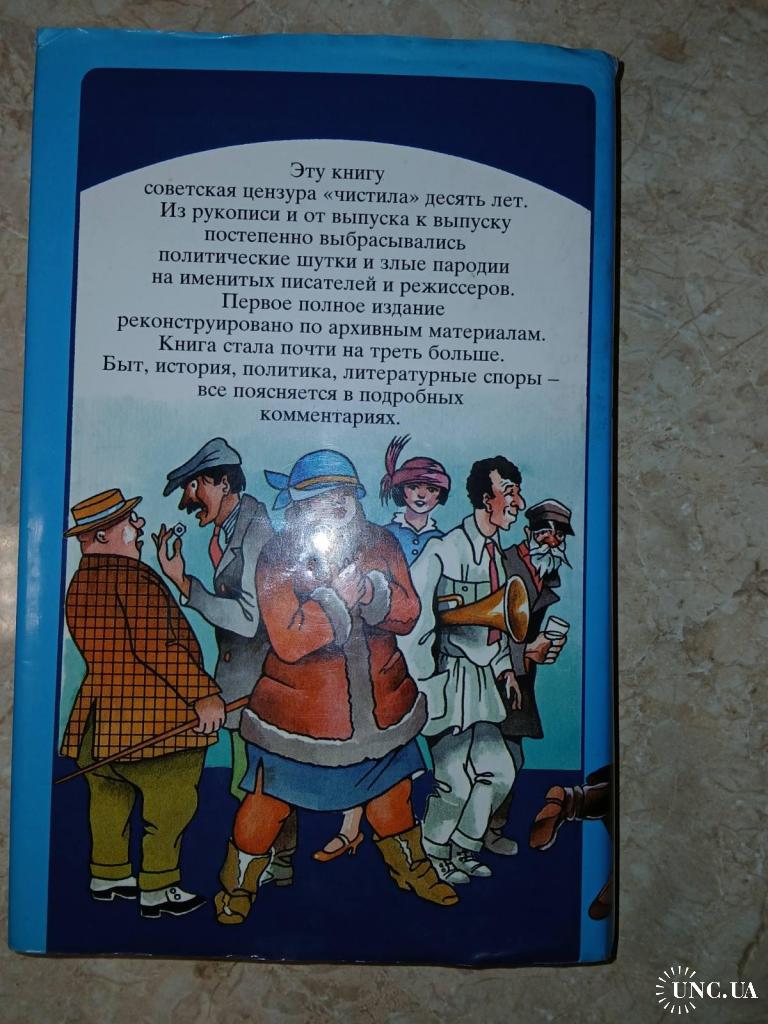 Эту книгу
советская цензура «чистила» десять лет.
Из рукописи и от выпуска к выпуску
постепенно выбрасывались
политические шутки и злые пародии
на именитых писателей и режиссеров.
Первое полное издание
реконструировано по архивным материалам.
Книга стала почти на треть больше.
Быт, история, политика, литературные споры –
все поясняется в подробных
комментариях.
UNC.UA